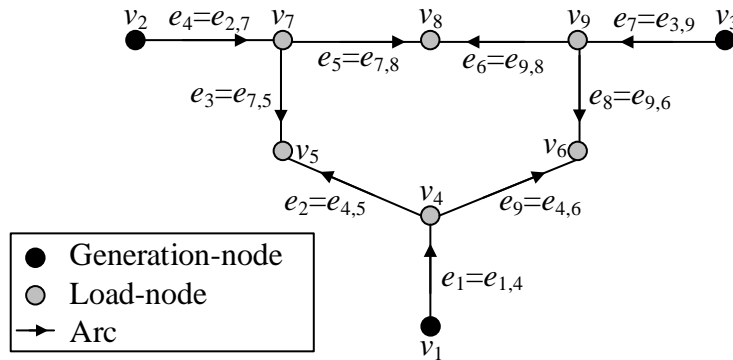 v2 e4=e2,7 v7 v8 v9 e7=e3,9 v3
e5=e7,8 e6=e9,8
e3=e7,5 e8=e9,6
v5 v6
e2=e4,5 v4 e9=e4,6
Generation-node
Load-node
Arc
e1=e1,4
v1